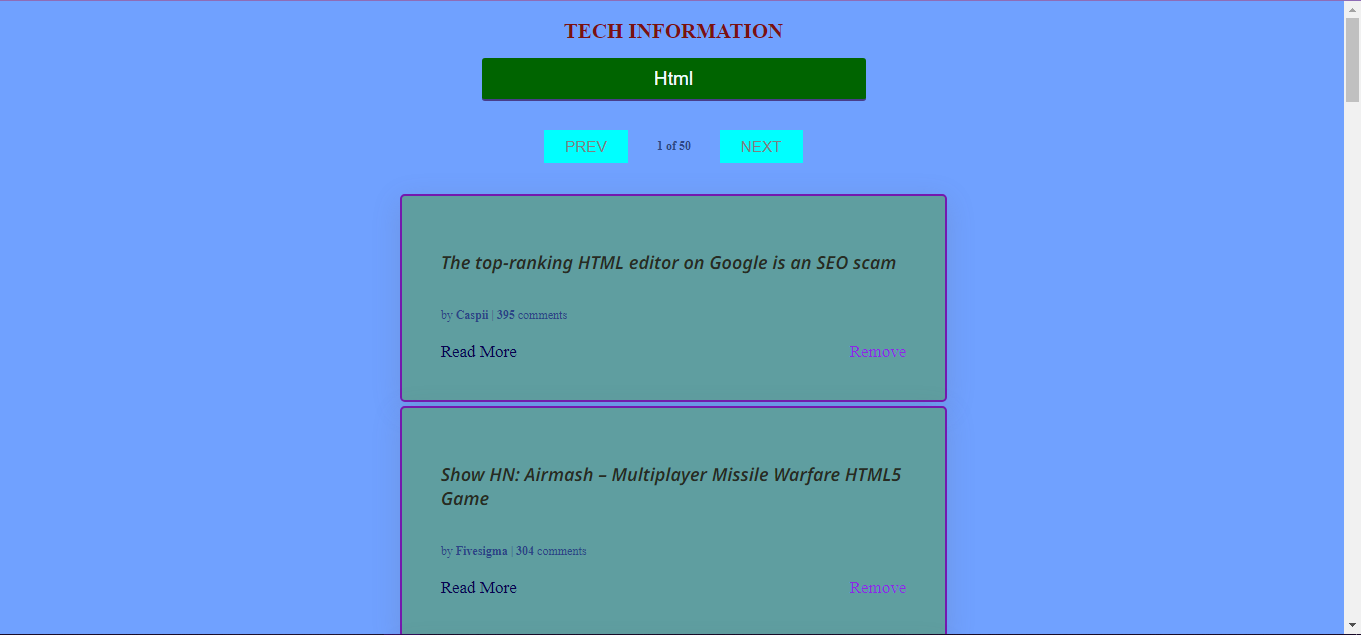 TECH INFORMATION
Html
PREV 1 of 50 NEXT
The top-ranking HTML editor on Google is an SEO scam
by Caspii | 395 comments
Read More Remove
Show HN: Airmash – Multiplayer Missile Warfare HTML5
Game
by Fivesigma | 304 comments
Read More Remove